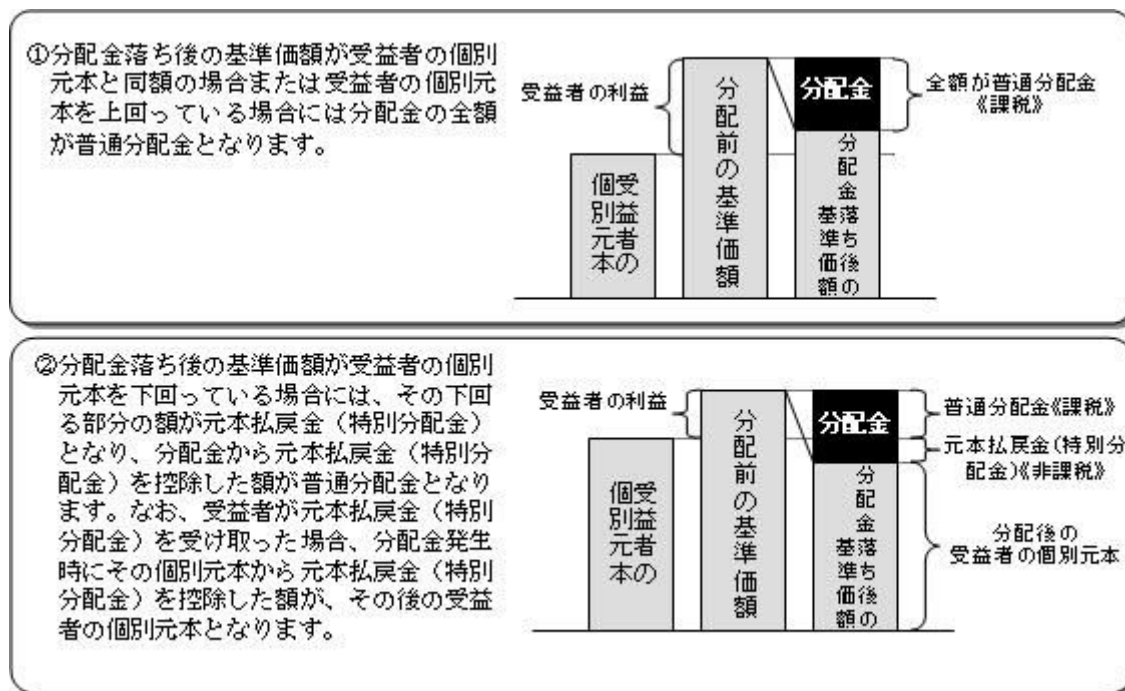 ①分配金落ち後の基準価額が受益者の個別
元本と同額の場合または受益者の個別元
本を上回っている場合には分配金の全額
が普通分配金となります。
受益者の利益
受益者の
個別元本
分配前の基準価額
分配金
分配金落ち後の
基準価額
全額が普通分配金
《課税》
②分配金落ち後の基準価額が受益者の個別
元本を下回っている場合には、その下回
る部分の額が元本払戻金（特別分配金）
となり、分配金から元本払戻金（特別分
配金）を控除した額が普通分配金となり
ます。なお、受益者が元本払戻金（特別
分配金）を受け取った場合、分配金発生
時にその個別元本から元本払戻金（特別
分配金）を控除した額が、その後の受益
者の個別元本となります。
受益者の利益
受益者の
個別元本
分配前の基準価額
分配金
分配金落ち後の
基準価額
普通分配金《課税》
元本払戻金（特別分
配金）《非課税》
分配後の
受益者の個別元本